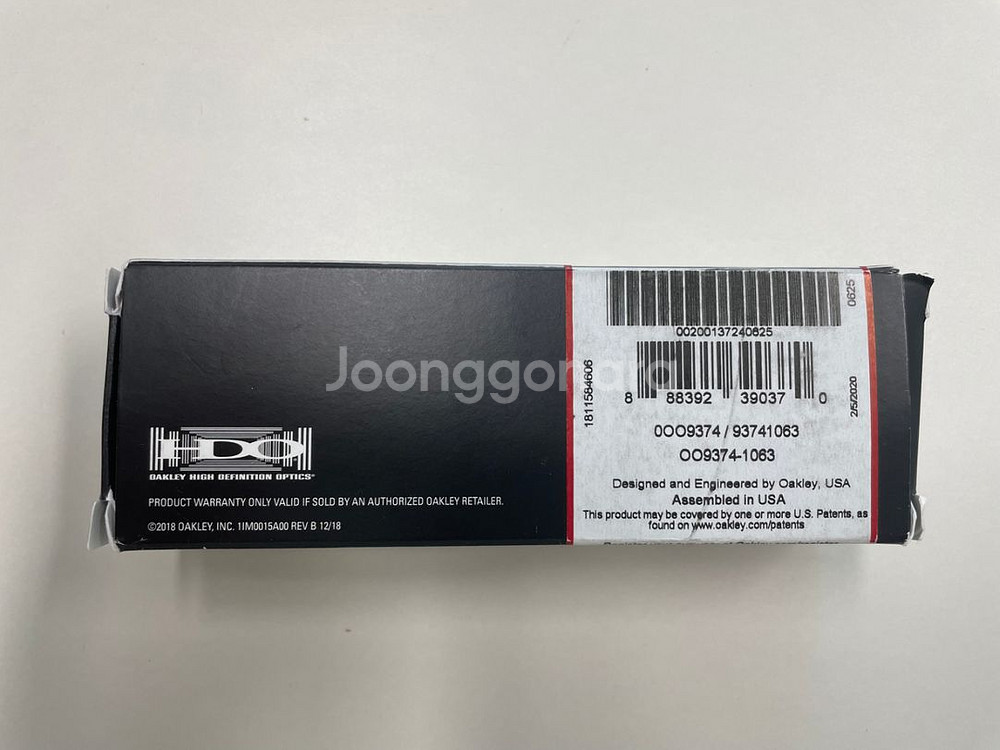 HDO
OAKLEY HIGH DEFINITION OPTICS®
PRODUCT WARRANTY ONLY VALID IF SOLD BY AN AUTHORIZED OAKLEY RETAILER.
©2018 OAKLEY, INC. 1IM0015A00 REV B 12/18
Joonggonara
00200137240625
0625
1811584606
8 88392 39037 0
2/5/2020
0OO9374 / 93741063
OO9374-1063
Designed and Engineered by Oakley, USA
Assembled in USA
This product may be covered by one or more U.S. Patents, as
found on www.oakley.com/patents